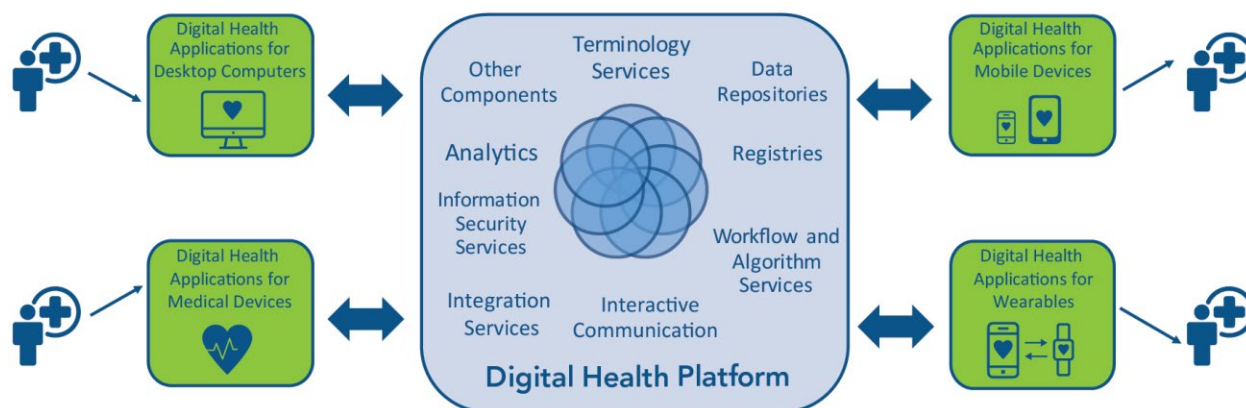 Digital Health
Applications for
Desktop Computers
Digital Health
Applications for
Medical Devices
Terminology
Services
Other
Components
Data
Repositories
Analytics
Registries
Information
Security
Services
Workflow and
Algorithm
Services
Integration
Services
Interactive
Communication
Digital Health Platform
Digital Health
Applications for
Mobile Devices
Digital Health
Applications for
Wearables